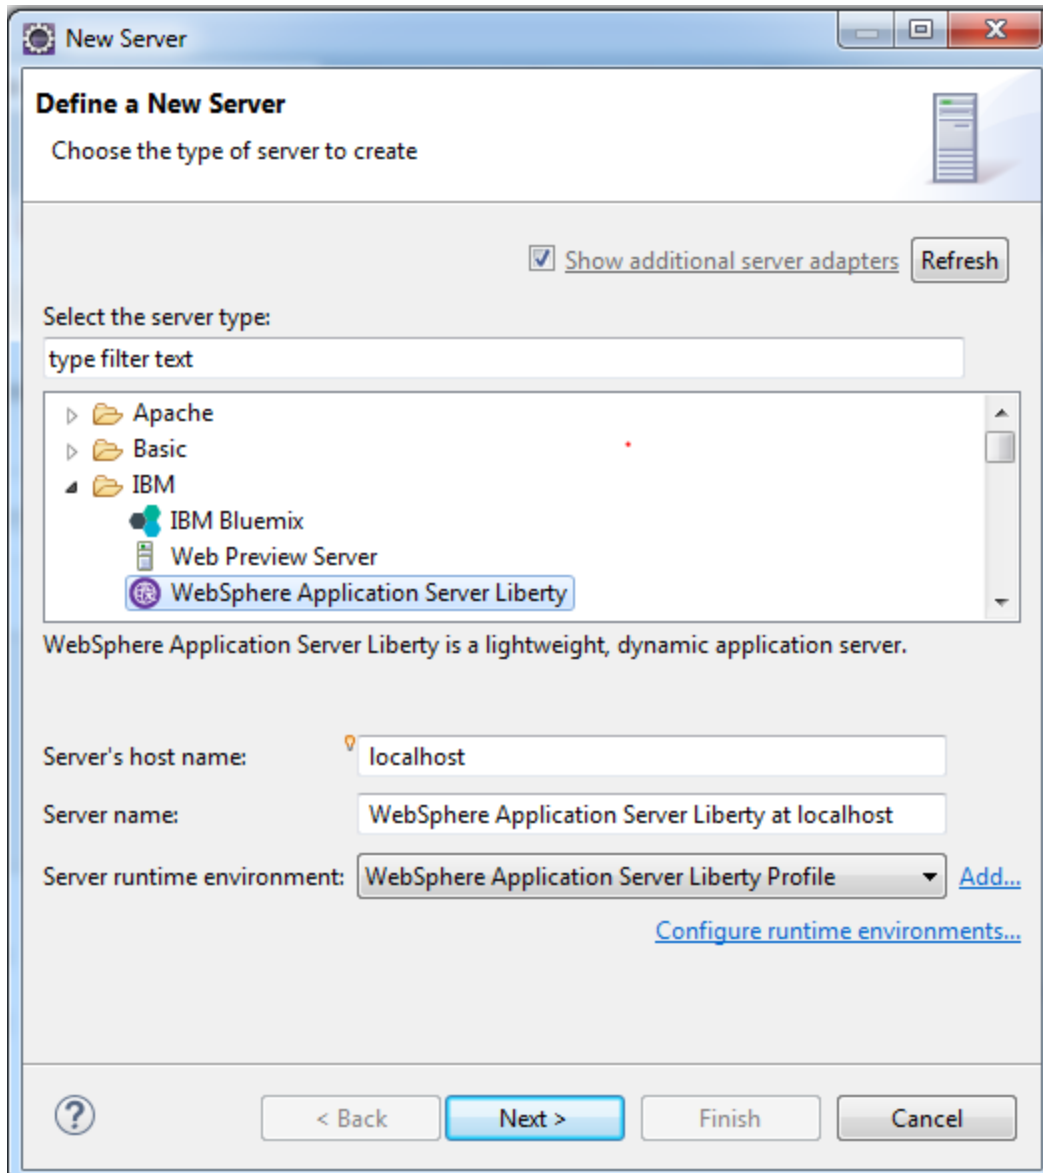 New Server
Define a New Server
Choose the type of server to create
Show additional server adapters Refresh
Select the server type:
type filter text
Apache
Basic
IBM
IBM Bluemix
Web Preview Server
WebSphere Application Server Liberty
WebSphere Application Server Liberty is a lightweight, dynamic application server.
Server's host name: localhost
Server name: WebSphere Application Server Liberty at localhost
Server runtime environment: WebSphere Application Server Liberty Profile Add...
Configure runtime environments...
? < Back Next > Finish Cancel